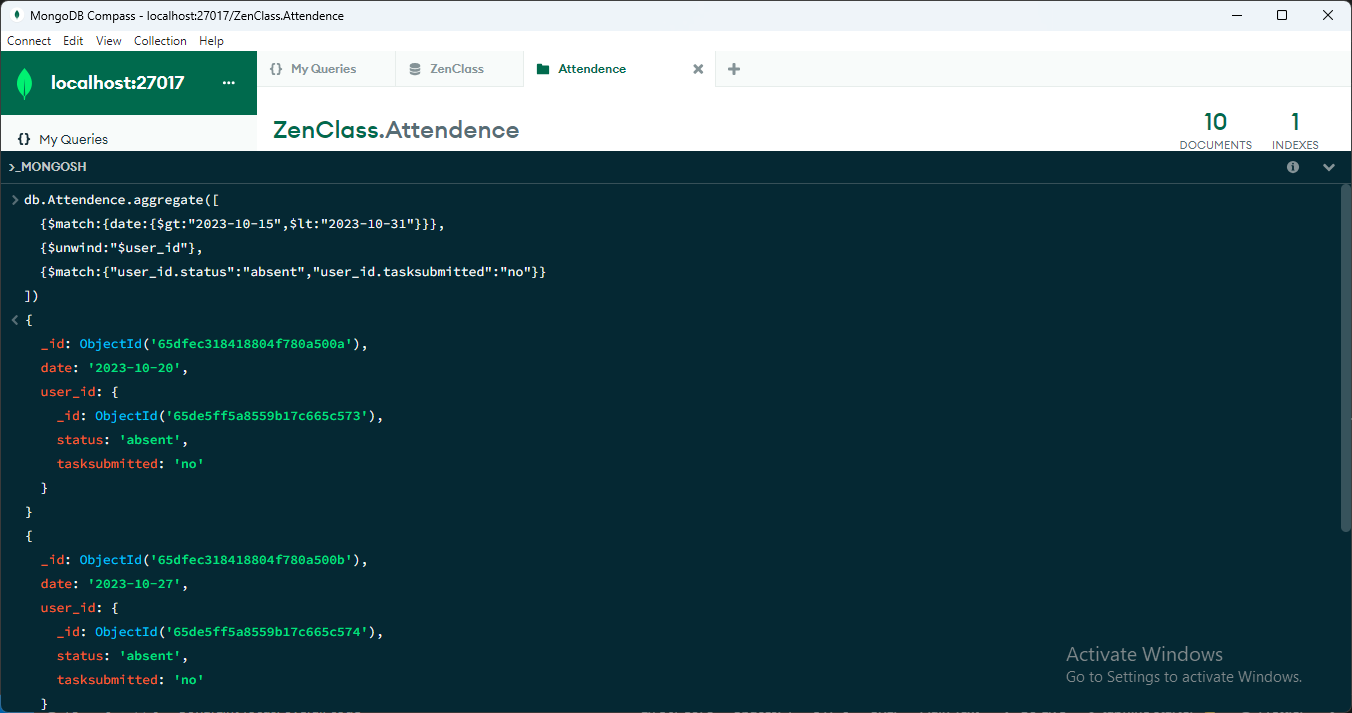 MongoDB Compass - localhost:27017/ZenClass.Attendence
Connect Edit View Collection Help
localhost:27017 ...
{} My Queries
ZenClass
Attendence
{} My Queries
ZenClass.Attendence
10
DOCUMENTS
1
INDEXES
>_MONGOSH
> db.Attendence.aggregate([
{$match:{date:{$gt:"2023-10-15",$lt:"2023-10-31"}}},
{$unwind:"$user_id"},
{$match:{"user_id.status":"absent","user_id.tasksubmitted":"no"}}
])
< {
_id: ObjectId('65dfec318418804f780a500a'),
date: '2023-10-20',
user_id: {
_id: ObjectId('65de5ff5a8559b17c665c573'),
status: 'absent',
tasksubmitted: 'no'
}
}
{
_id: ObjectId('65dfec318418804f780a500b'),
date: '2023-10-27',
user_id: {
_id: ObjectId('65de5ff5a8559b17c665c574'),
status: 'absent',
tasksubmitted: 'no'
}
Activate Windows
Go to Settings to activate Windows.